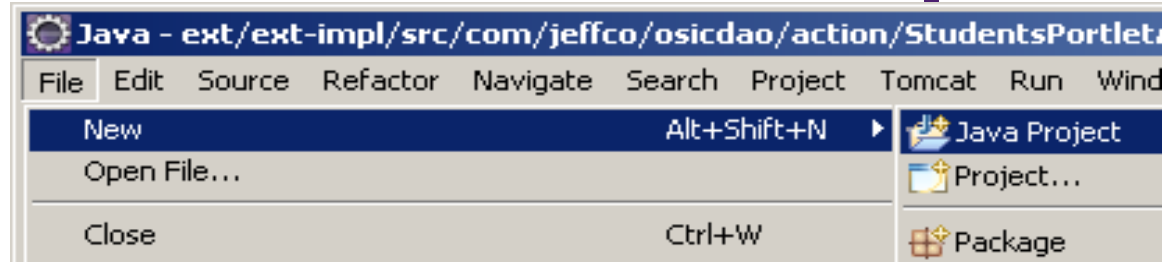 Java - ext/ext-impl/src/com/jeffco/osicdao/action/StudentsPortlet
File Edit Source Refactor Navigate Search Project Tomcat Run Wind
New Alt+Shift+N Java Project
Open File... Project...
Close Ctrl+W Package